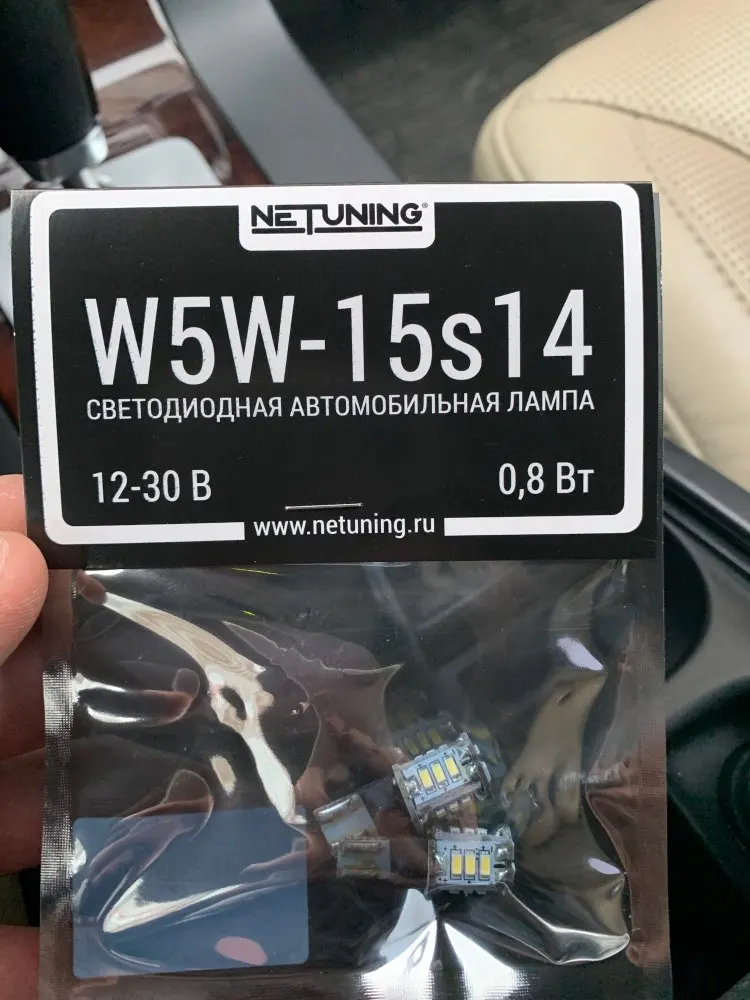 NETUNING®
W5W-15s14
СВЕТОДИОДНАЯ АВТОМОБИЛЬНАЯ ЛАМПА
12-30 В 0,8 Вт
www.netuning.ru